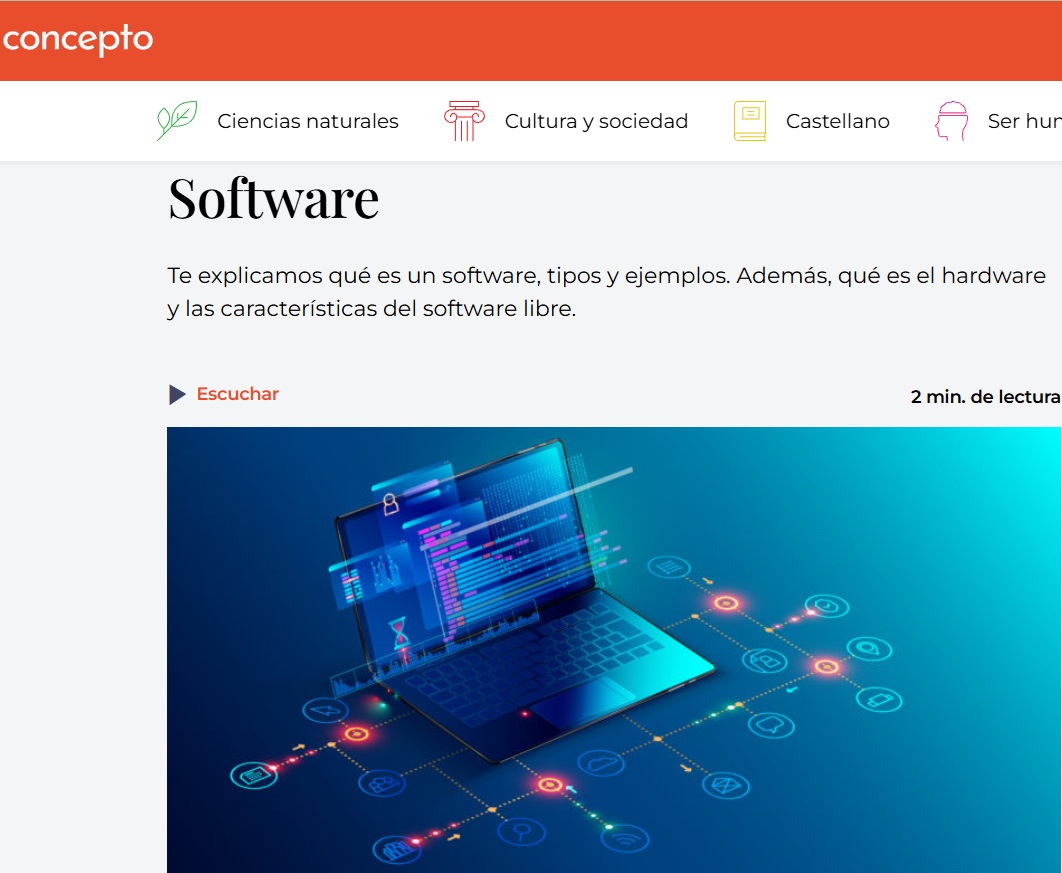 concepto
Ciencias naturales
Cultura y sociedad
Castellano
Ser hum
Software
Te explicamos qué es un software, tipos y ejemplos. Además, qué es el hardware
y las características del software libre.
Escuchar
2 min. de lectura